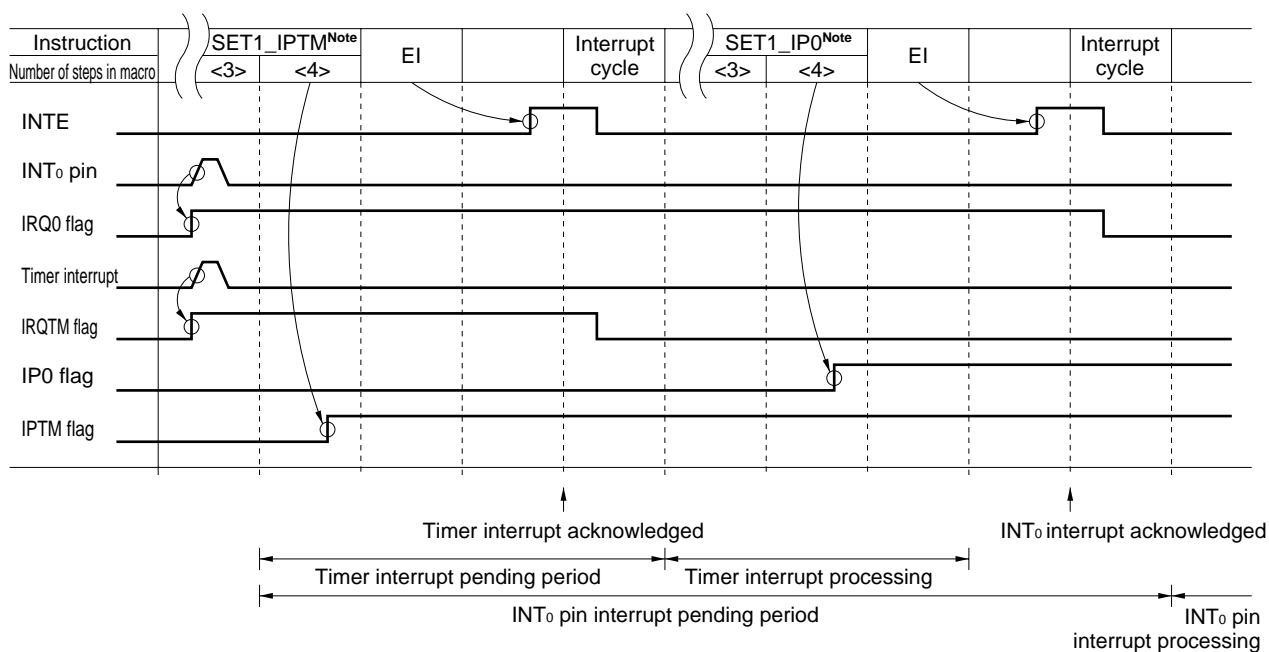 Instruction
Number of steps in macro
SET1_IPTMNote
<3> <4>
EI
Interrupt
cycle
SET1_IP0Note
<3> <4>
EI
Interrupt
cycle
INTE
INT0 pin
IRQ0 flag
Timer interrupt
IRQTM flag
IP0 flag
IPTM flag
Timer interrupt acknowledged
INT0 interrupt acknowledged
Timer interrupt pending period
Timer interrupt processing
INT0 pin interrupt pending period
INT0 pin
interrupt processing